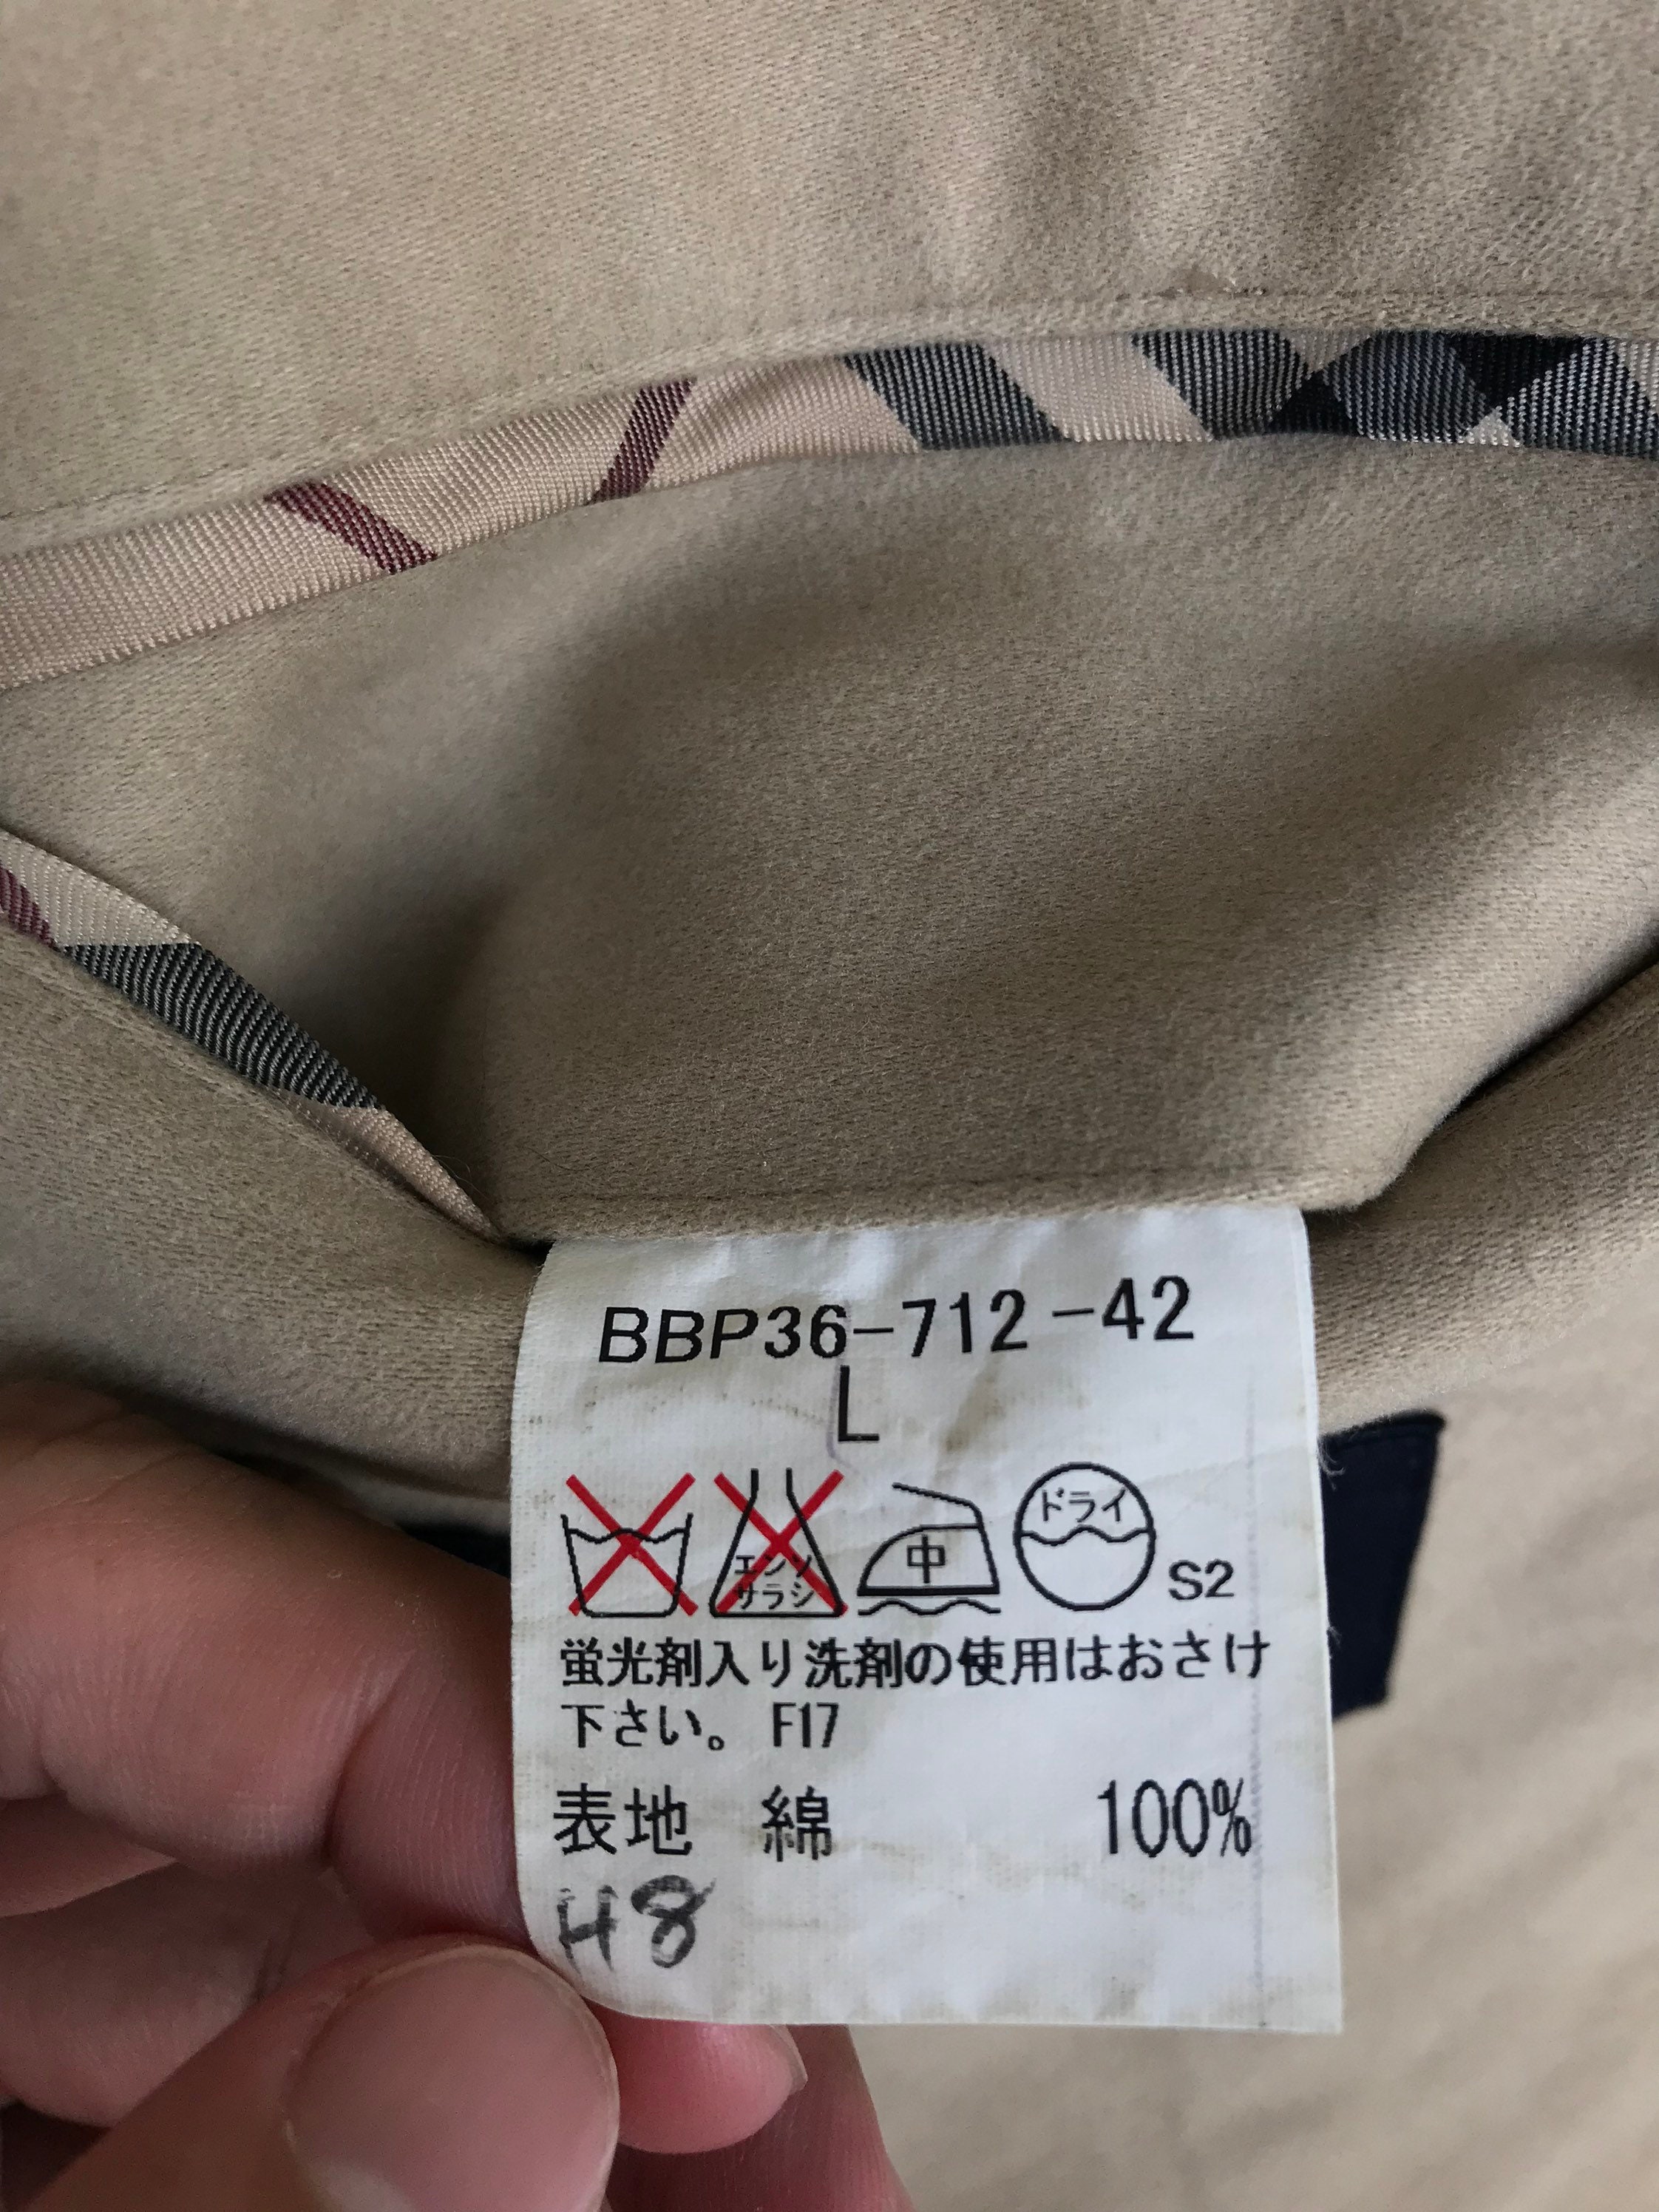 BBP36-712-42
L
エンソ
サラシ
中
ドライ
S2
蛍光剤入り洗剤の使用はおさけ
下さい。 F17
表地 綿 100%
H8